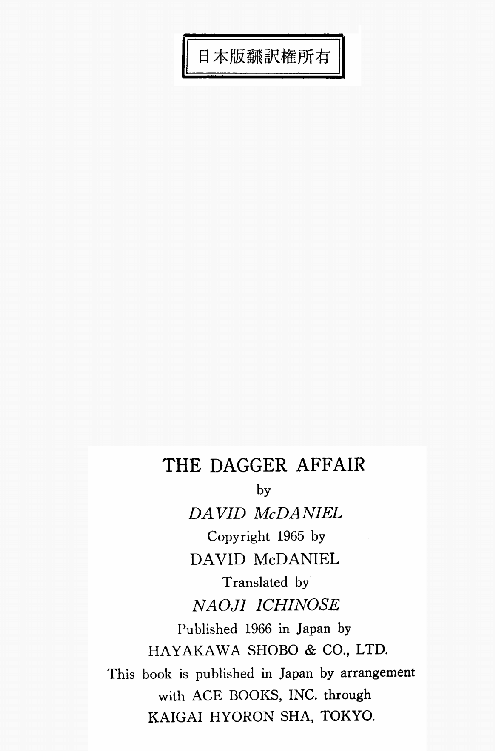 日本版翻訳権所有
THE DAGGER AFFAIR
by
DAVID McDANIEL
Copyright 1965 by
DAVID McDANIEL
Translated by
NAOJI ICHINOSE
Published 1966 in Japan by
HAYAKAWA SHOBO & CO., LTD.
This book is published in Japan by arrangement
with ACE BOOKS, INC. through
KAIGAI HYORON SHA, TOKYO.